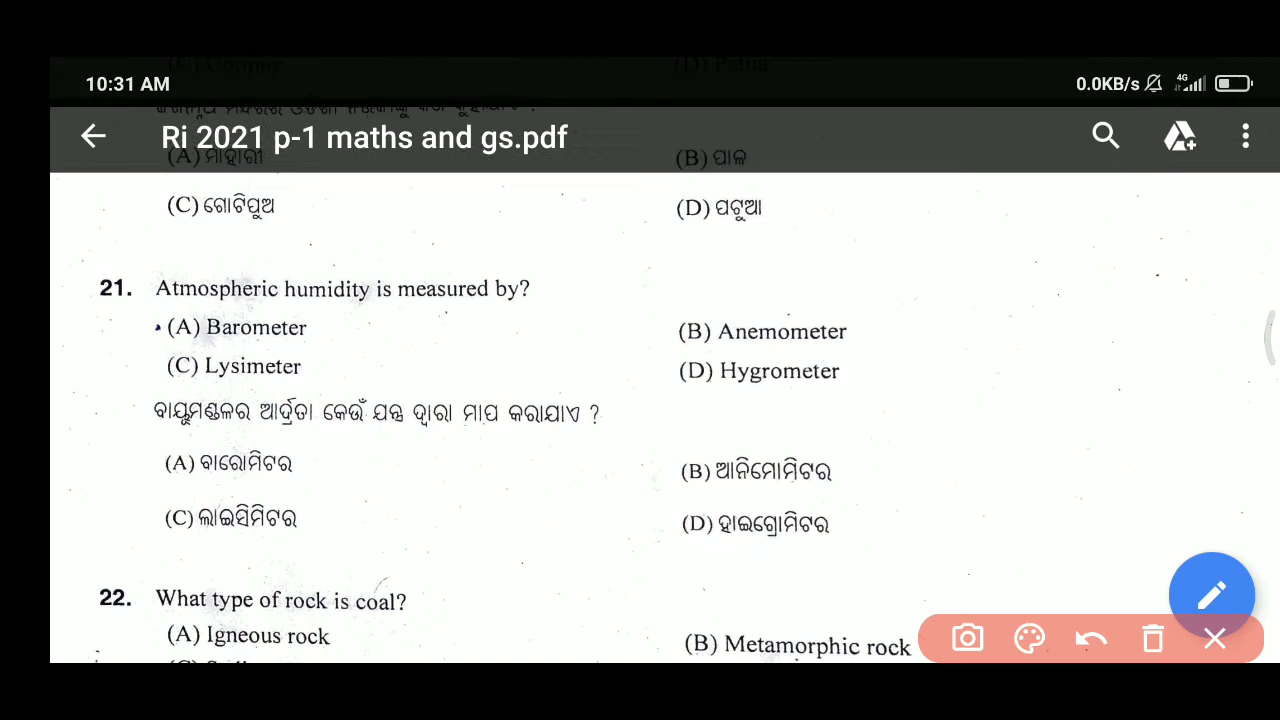 10:31 AM 0.0KB/s 4G
Ri 2021 p-1 maths and gs.pdf
(A) ମାହାରୀ (B) ପାଳ
(C) ଗୋଟିପୁଅ (D) ପଟୁଆ
21. Atmospheric humidity is measured by?
(A) Barometer (B) Anemometer
(C) Lysimeter (D) Hygrometer
ବାୟୁମଣ୍ଡଳର ଆର୍ଦ୍ରତା କେଉଁ ଯନ୍ତ୍ର ଦ୍ୱାରା ମାପ କରାଯାଏ ?
(A) ବାରୋମିଟର (B) ଆନିମୋମିଟର
(C) ଲାଇସିମିଟର (D) ହାଇଗ୍ରୋମିଟର
22. What type of rock is coal?
(A) Igneous rock (B) Metamorphic rock